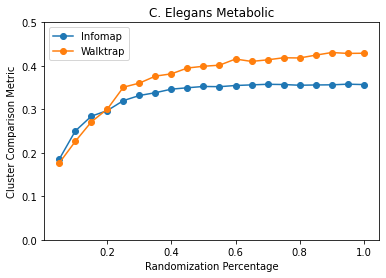 C. Elegans Metabolic
Infomap
Walktrap
Cluster Comparison Metric
0.5
0.4
0.3
0.2
0.1
0.0
0.2
0.4
0.6
0.8
1.0
Randomization Percentage